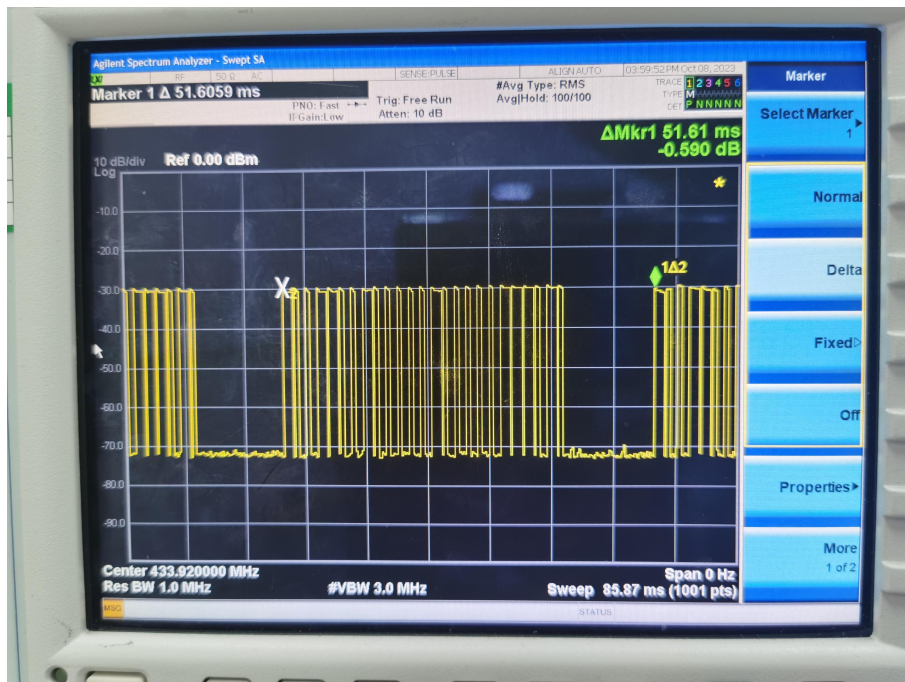 Agilent Spectrum Analyzer - Swept SA
RF 50 Ω AC SENSE:PULSE ALIGN AUTO 03:59:52 PM Oct 08, 2023
Marker 1 Δ 51.6059 ms
PNO: Fast
IFGain:Low
Trig: Free Run
Atten: 10 dB
#Avg Type: RMS
Avg|Hold: 100/100
TRACE 1 2 3 4 5 6
TYPE M
DET P N N N N N
ΔMkr1 51.61 ms
-0.590 dB
10 dB/div Ref 0.00 dBm
Log
-10.0
-20.0
-30.0
-40.0
-50.0
-60.0
-70.0
-80.0
-90.0
X2
1Δ2
*
Center 433.920000 MHz
Res BW 1.0 MHz
#VBW 3.0 MHz
Span 0 Hz
Sweep 85.87 ms (1001 pts)
MSG
STATUS
Marker
Select Marker
1
Normal
Delta
Fixed
Off
Properties
More
1 of 2